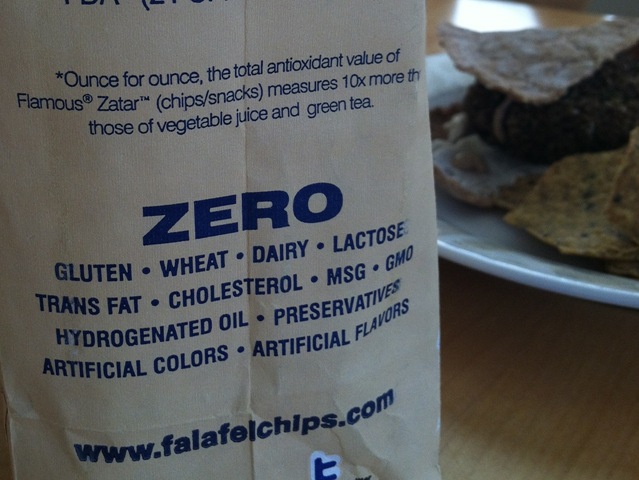 *Ounce for ounce, the total antioxidant value of
Flamous® Zatar™ (chips/snacks) measures 10x more th
those of vegetable juice and green tea.
ZERO
GLUTEN • WHEAT • DAIRY • LACTOSE
TRANS FAT • CHOLESTEROL • MSG • GMO
HYDROGENATED OIL • PRESERVATIVES
ARTIFICIAL COLORS • ARTIFICIAL FLAVORS
www.falafelchips.com
t